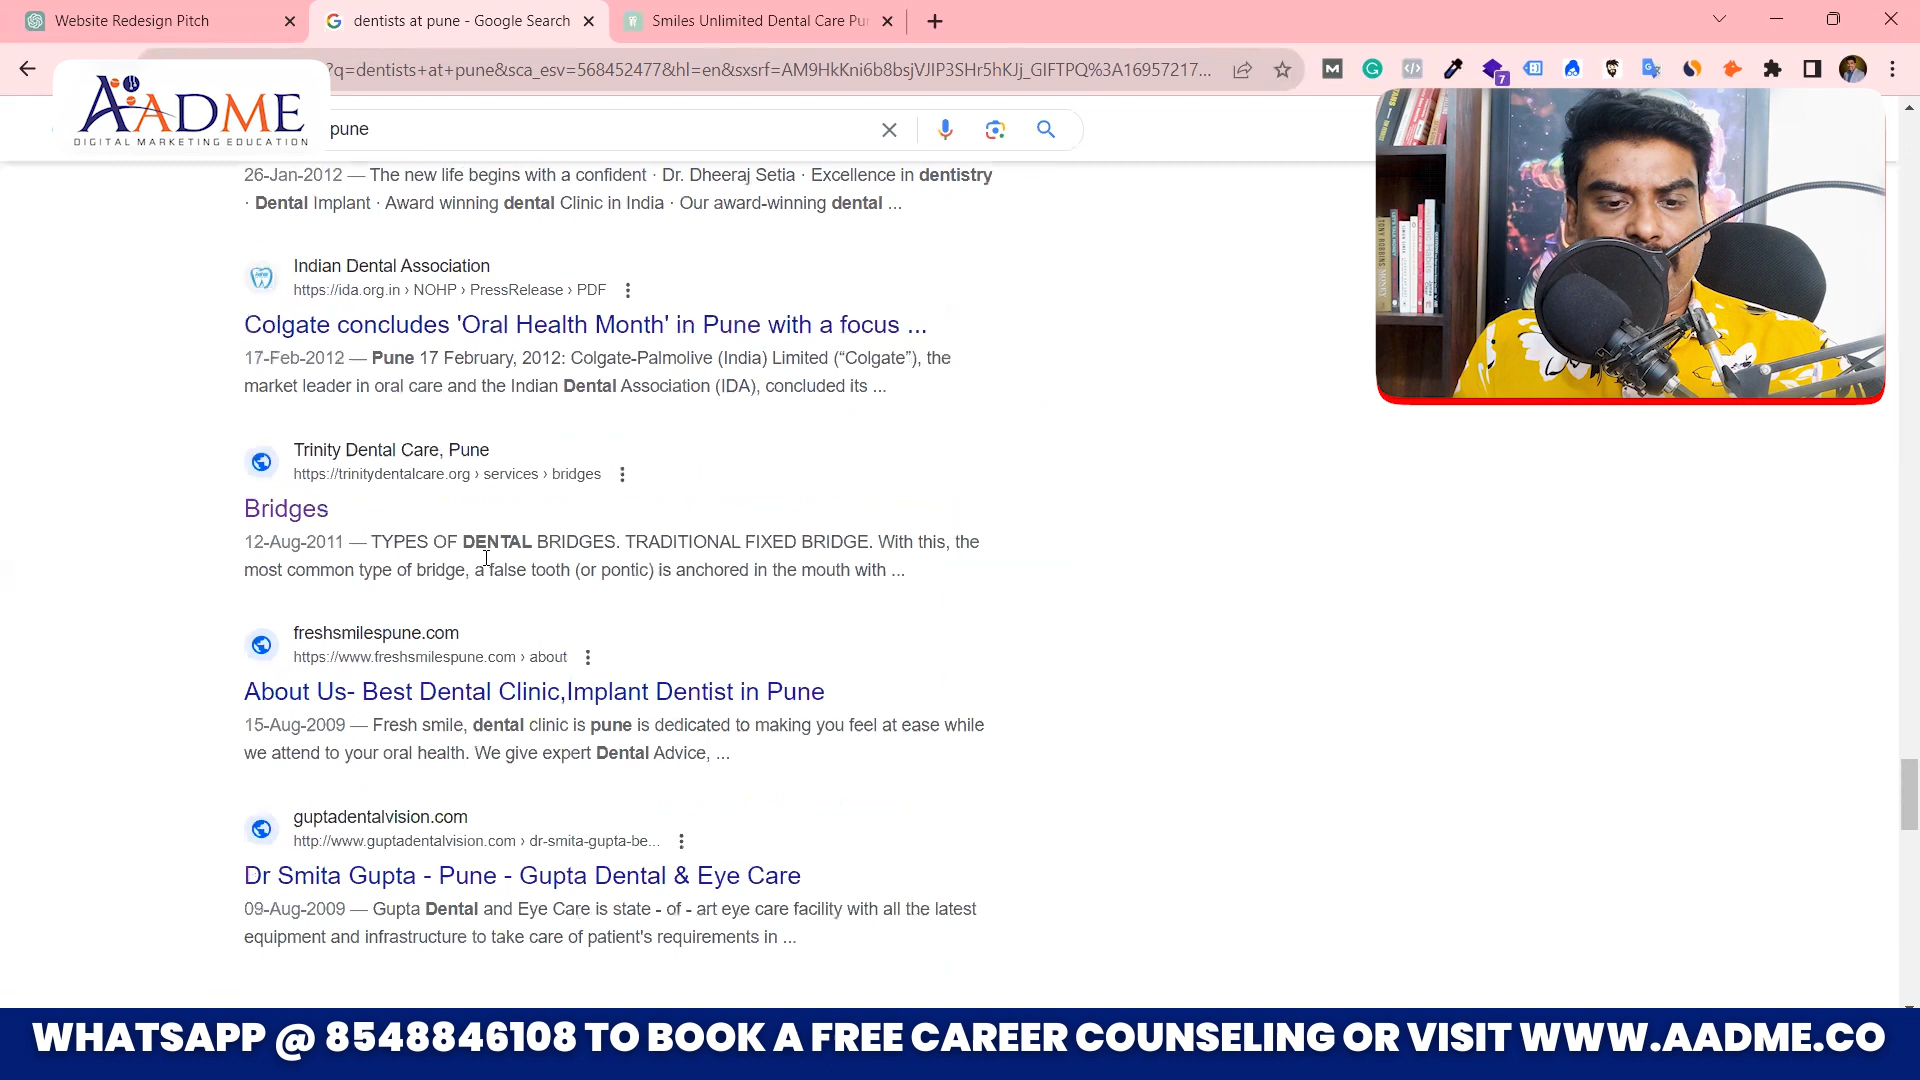 Website Redesign Pitch
dentists at pune - Google Search
Smiles Unlimited Dental Care Pu
?q=dentists+at+pune&sca_esv=568452477&hl=en&sxsrf=AM9HkKni6b8bsjVJIP3SHr5hKJj_GIFTPQ%3A16957217...
7
AADME
DIGITAL MARKETING EDUCATION
pune
26-Jan-2012 — The new life begins with a confident · Dr. Dheeraj Setia · Excellence in dentistry
· Dental Implant · Award winning dental Clinic in India · Our award-winning dental ...
Indian Dental Association
https://ida.org.in › NOHP › PressRelease › PDF
Colgate concludes 'Oral Health Month' in Pune with a focus ...
17-Feb-2012 — Pune 17 February, 2012: Colgate-Palmolive (India) Limited (“Colgate”), the
market leader in oral care and the Indian Dental Association (IDA), concluded its ...
Trinity Dental Care, Pune
https://trinitydentalcare.org › services › bridges
Bridges
12-Aug-2011 — TYPES OF DENTAL BRIDGES. TRADITIONAL FIXED BRIDGE. With this, the
most common type of bridge, a false tooth (or pontic) is anchored in the mouth with ...
freshsmilespune.com
https://www.freshsmilespune.com › about
About Us- Best Dental Clinic,Implant Dentist in Pune
15-Aug-2009 — Fresh smile, dental clinic is pune is dedicated to making you feel at ease while
we attend to your oral health. We give expert Dental Advice, ...
guptadentalvision.com
http://www.guptadentalvision.com › dr-smita-gupta-be...
Dr Smita Gupta - Pune - Gupta Dental & Eye Care
09-Aug-2009 — Gupta Dental and Eye Care is state - of - art eye care facility with all the latest
equipment and infrastructure to take care of patient's requirements in ...
WHATSAPP @ 8548846108 TO BOOK A FREE CAREER COUNSELING OR VISIT WWW.AADME.CO